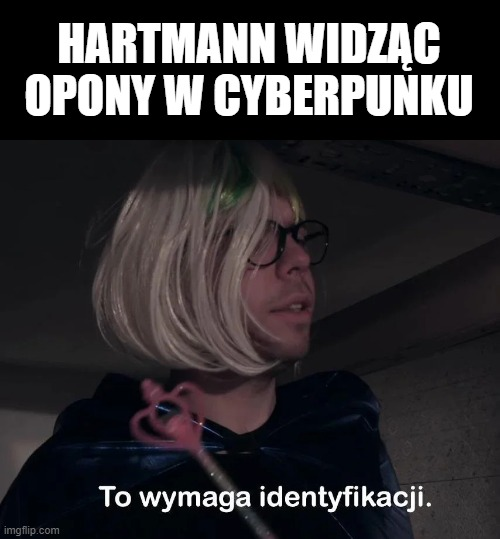 HARTMANN WIDZĄC
OPONY W CYBERPUNKU
To wymaga identyfikacji.
imgflip.com